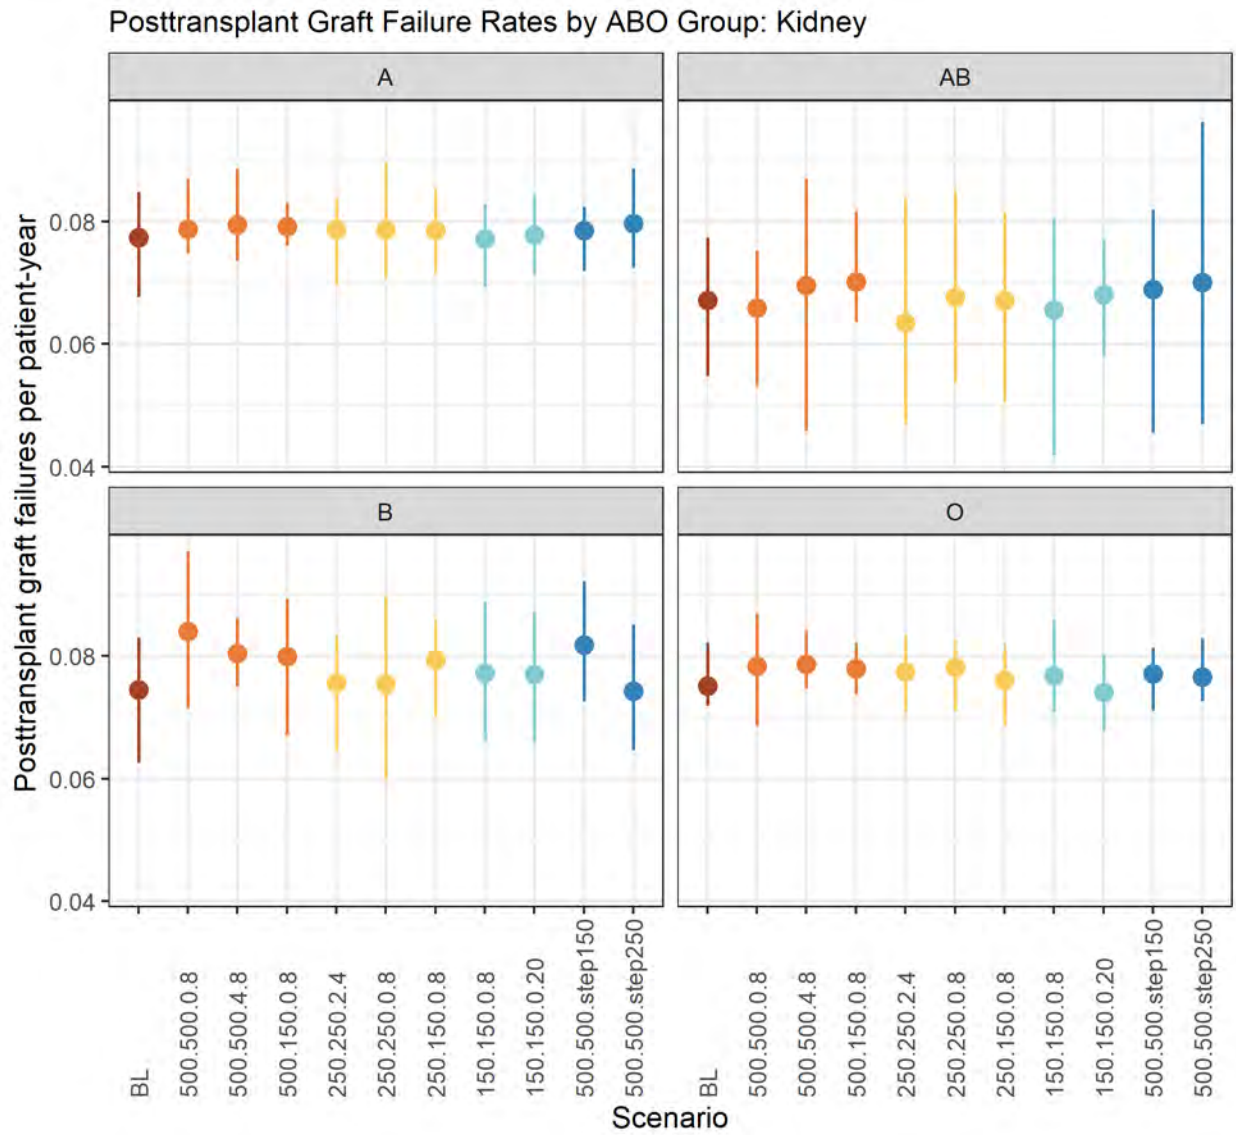 Posttransplant Graft Failure Rates by ABO Group: Kidney
A
AB
Posttransplant graft failures per patient-year
0.08
0.06
0.04
B
O
0.08
0.06
0.04
BL
500.500.0.8
500.500.4.8
500.150.0.8
250.250.2.4
250.250.0.8
250.150.0.8
150.150.0.8
150.150.0.20
500.500.step150
500.500.step250
BL
500.500.0.8
500.500.4.8
500.150.0.8
250.250.2.4
250.250.0.8
250.150.0.8
150.150.0.8
150.150.0.20
500.500.step150
500.500.step250
Scenario